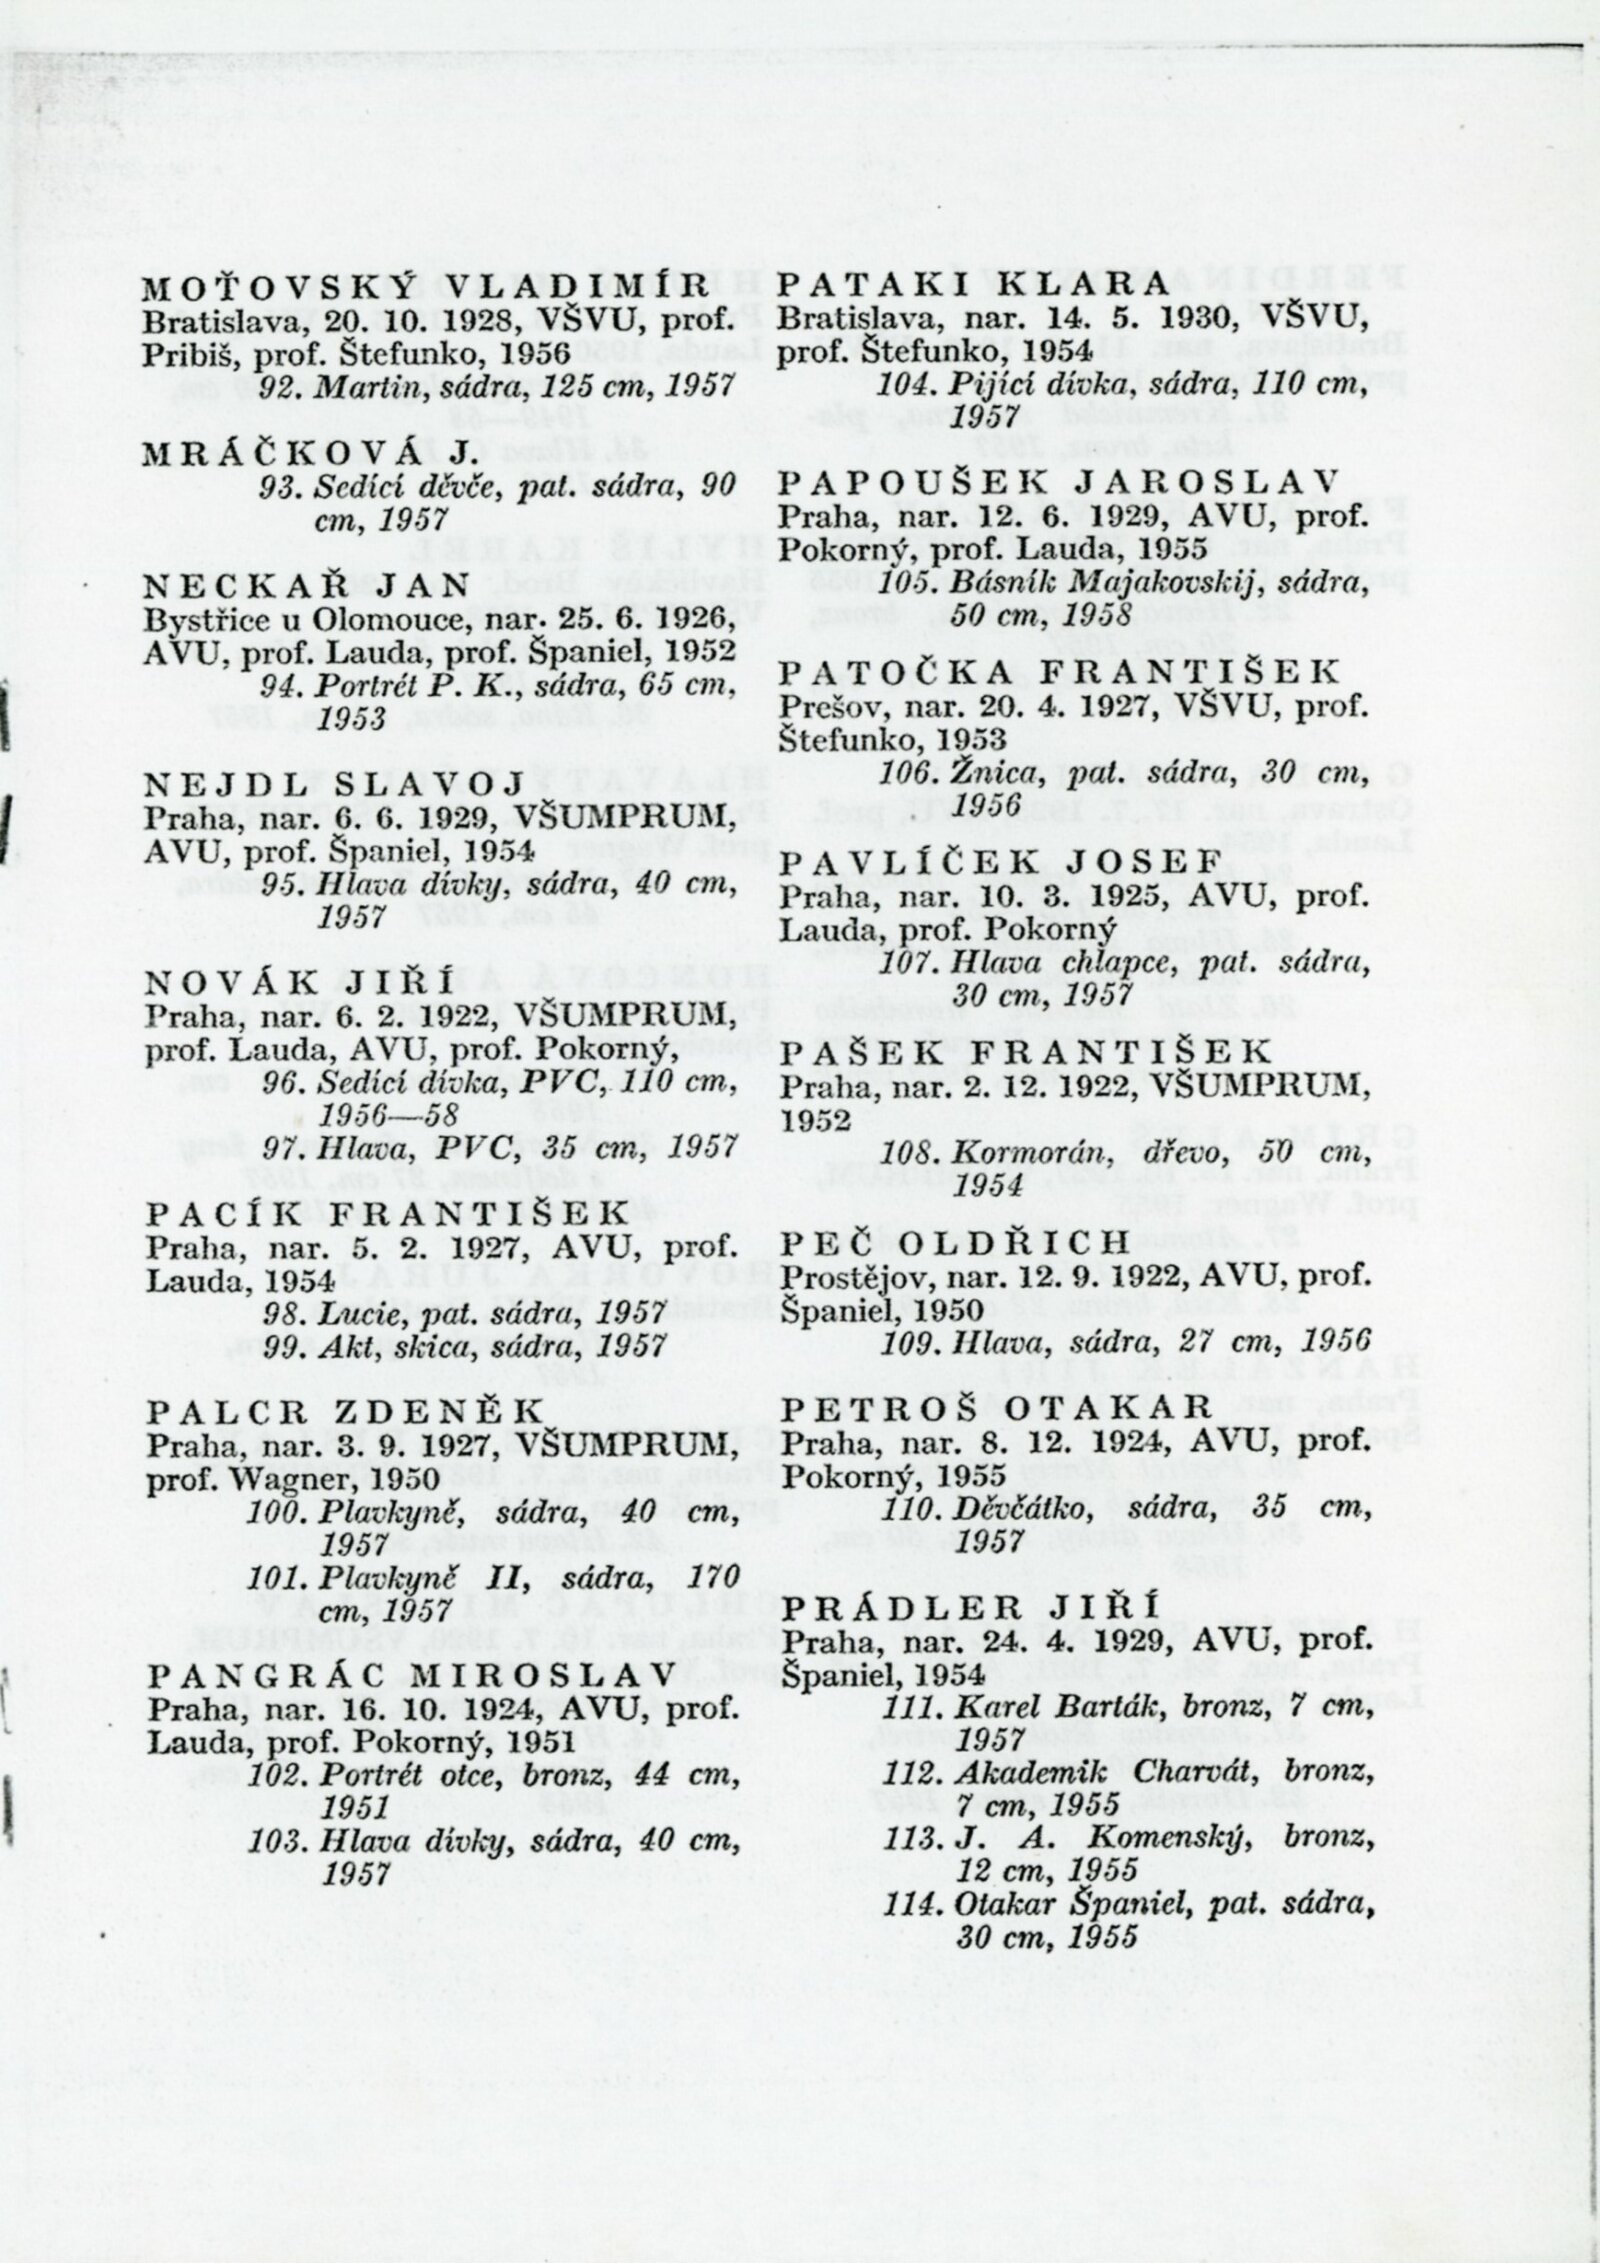 MOŤOVSKÝ VLADIMÍR
Bratislava, 20. 10. 1928, VŠVU, prof.
Pribiš, prof. Štefunko, 1956
92. Martin, sádra, 125 cm, 1957
MRÁČKOVÁ J.
93. Sedící děvče, pat. sádra, 90
cm, 1957
NECKAŘ JAN
Bystřice u Olomouce, nar. 25. 6. 1926,
AVU, prof. Lauda, prof. Španiel, 1952
94. Portrét P. K., sádra, 65 cm,
1953
NEJDL SLAVOJ
Praha, nar. 6. 6. 1929, VŠUMPRUM,
AVU, prof. Španiel, 1954
95. Hlava dívky, sádra, 40 cm,
1957
NOVÁK JIŘÍ
Praha, nar. 6. 2. 1922, VŠUMPRUM,
prof. Lauda, AVU, prof. Pokorný,
96. Sedící dívka, PVC, 110 cm,
1956—58
97. Hlava, PVC, 35 cm, 1957
PACÍK FRANTIŠEK
Praha, nar. 5. 2. 1927, AVU, prof.
Lauda, 1954
98. Lucie, pat. sádra, 1957
99. Akt, skica, sádra, 1957
PALCR ZDENĚK
Praha, nar. 3. 9. 1927, VŠUMPRUM,
prof. Wagner, 1950
100. Plavkyně, sádra, 40 cm,
1957
101. Plavkyně II, sádra, 170
cm, 1957
PANGRÁC MIROSLAV
Praha, nar. 16. 10. 1924, AVU, prof.
Lauda, prof. Pokorný, 1951
102. Portrét otce, bronz, 44 cm,
1951
103. Hlava dívky, sádra, 40 cm,
1957
PATAKI KLARA
Bratislava, nar. 14. 5. 1930, VŠVU,
prof. Štefunko, 1954
104. Pijící dívka, sádra, 110 cm,
1957
PAPOUŠEK JAROSLAV
Praha, nar. 12. 6. 1929, AVU, prof.
Pokorný, prof. Lauda, 1955
105. Básník Majakovskij, sádra,
50 cm, 1958
PATOČKA FRANTIŠEK
Prešov, nar. 20. 4. 1927, VŠVU, prof.
Štefunko, 1953
106. Žnica, pat. sádra, 30 cm,
1956
PAVLÍČEK JOSEF
Praha, nar. 10. 3. 1925, AVU, prof.
Lauda, prof. Pokorný
107. Hlava chlapce, pat. sádra,
30 cm, 1957
PAŠEK FRANTIŠEK
Praha, nar. 2. 12. 1922, VŠUMPRUM,
1952
108. Kormorán, dřevo, 50 cm,
1954
PEČ OLDŘICH
Prostějov, nar. 12. 9. 1922, AVU, prof.
Španiel, 1950
109. Hlava, sádra, 27 cm, 1956
PETROŠ OTAKAR
Praha, nar. 8. 12. 1924, AVU, prof.
Pokorný, 1955
110. Děvčátko, sádra, 35 cm,
1957
PRÁDLER JIŘÍ
Praha, nar. 24. 4. 1929, AVU, prof.
Španiel, 1954
111. Karel Barták, bronz, 7 cm,
1957
112. Akademik Charvát, bronz,
7 cm, 1955
113. J. A. Komenský, bronz,
12 cm, 1955
114. Otakar Španiel, pat. sádra,
30 cm, 1955